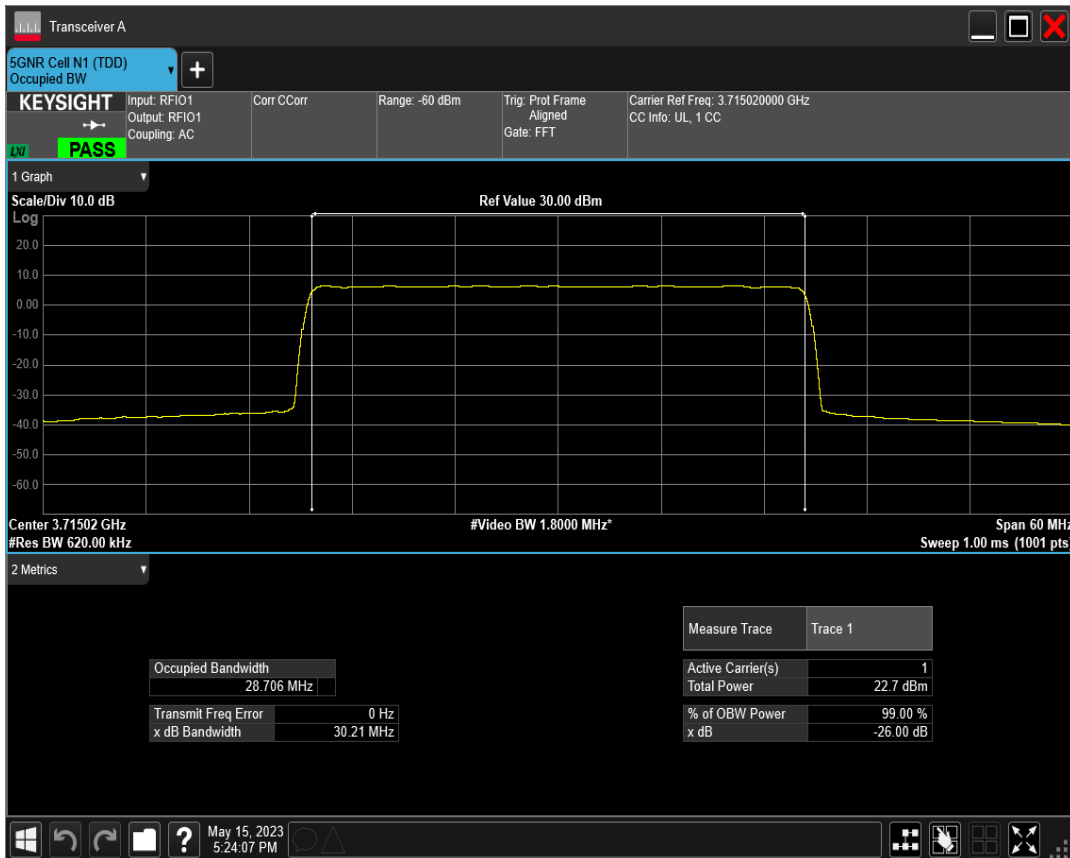 Transceiver A
5GNR Cell N1 (TDD)
Occupied BW
+
KEYSIGHT
LXI
PASS
Input: RFIO1
Output: RFIO1
Coupling: AC
Corr CCorr
Range: -60 dBm
Trig: Prot Frame
Aligned
Gate: FFT
Carrier Ref Freq: 3.715020000 GHz
CC Info: UL, 1 CC
1 Graph
Scale/Div 10.0 dB
Ref Value 30.00 dBm
Log
20.0
10.0
0.00
-10.0
-20.0
-30.0
-40.0
-50.0
-60.0
Center 3.71502 GHz
#Video BW 1.8000 MHz*
Span 60 MHz
#Res BW 620.00 kHz
Sweep 1.00 ms (1001 pts)
2 Metrics
Measure Trace Trace 1
Occupied Bandwidth
28.706 MHz
Active Carrier(s) 1
Total Power 22.7 dBm
Transmit Freq Error 0 Hz
x dB Bandwidth 30.21 MHz
% of OBW Power 99.00 %
x dB -26.00 dB
?
May 15, 2023
5:24:07 PM